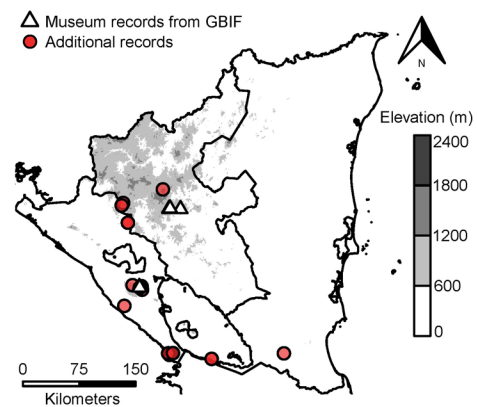 Museum records from GBIF
Additional records
N
Elevation (m)
2400
1800
1200
600
0
0 75 150
Kilometers